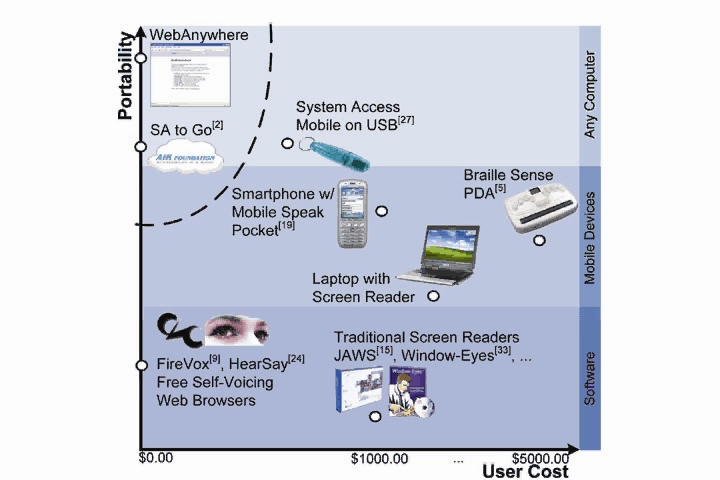 Portability
WebAnywhere
SA to Go[2]
AIR FOUNDATION
System Access
Mobile on USB[27]
Any Computer
Smartphone w/
Mobile Speak
Pocket[19]
Braille Sense
PDA[5]
Laptop with
Screen Reader
Mobile Devices
FireVox[9], HearSay[24]
Free Self-Voicing
Web Browsers
Traditional Screen Readers
JAWS[15], Window-Eyes[33], ...
Window-Eyes
Software
$0.00
$1000.00
...
$5000.00
User Cost